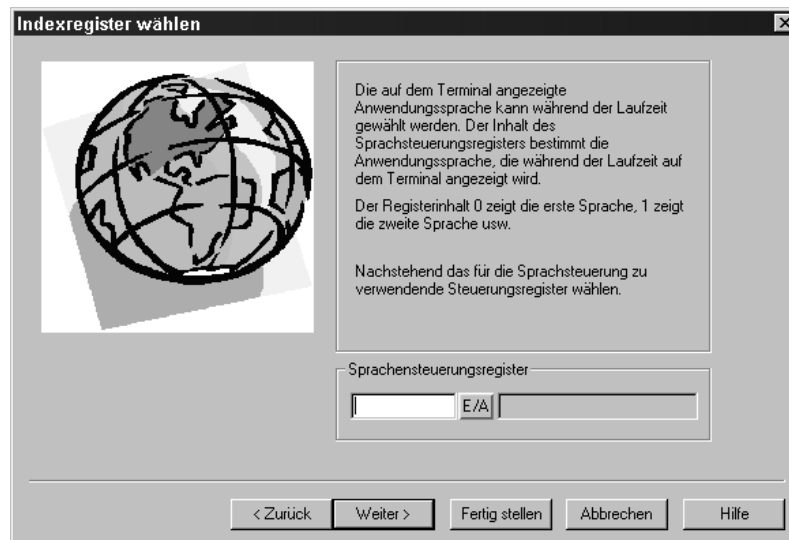 Indexregister wählen
Die auf dem Terminal angezeigte
Anwendungssprache kann während der Laufzeit
gewählt werden. Der Inhalt des
Sprachsteuerungsregisters bestimmt die
Anwendungssprache, die während der Laufzeit auf
dem Terminal angezeigt wird.
Der Registerinhalt 0 zeigt die erste Sprache, 1 zeigt
die zweite Sprache usw.
Nachstehend das für die Sprachsteuerung zu
verwendende Steuerungsregister wählen.
Sprachensteuerungsregister
E/A
< Zurück Weiter > Fertig stellen Abbrechen Hilfe